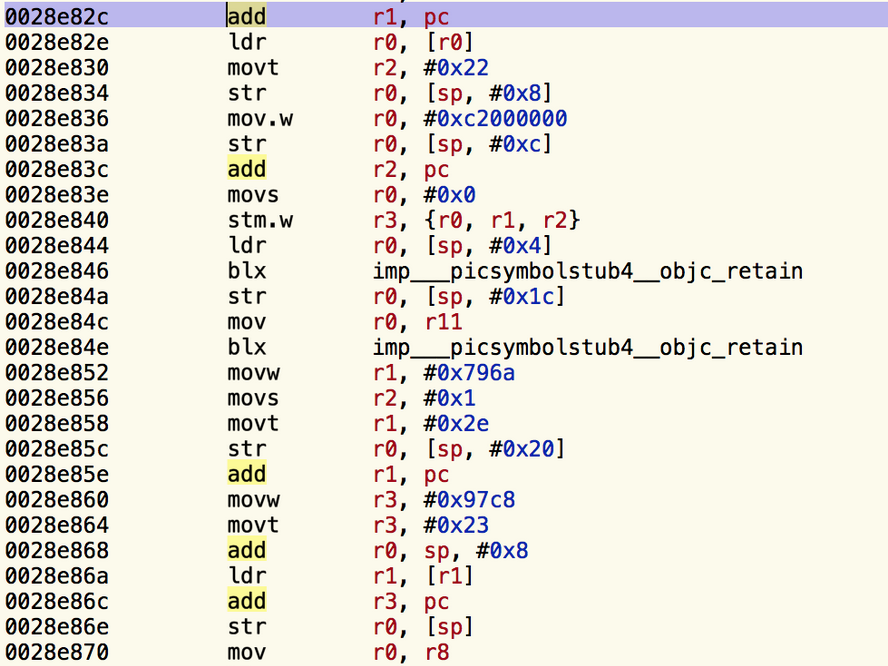 0028e82c add r1, pc
0028e82e ldr r0, [r0]
0028e830 movt r2, #0x22
0028e834 str r0, [sp, #0x8]
0028e836 mov.w r0, #0xc2000000
0028e83a str r0, [sp, #0xc]
0028e83c add r2, pc
0028e83e movs r0, #0x0
0028e840 stm.w r3, {r0, r1, r2}
0028e844 ldr r0, [sp, #0x4]
0028e846 blx imp___picsymbolstub4__objc_retain
0028e84a str r0, [sp, #0x1c]
0028e84c mov r0, r11
0028e84e blx imp___picsymbolstub4__objc_retain
0028e852 movw r1, #0x796a
0028e856 movs r2, #0x1
0028e858 movt r1, #0x2e
0028e85c str r0, [sp, #0x20]
0028e85e add r1, pc
0028e860 movw r3, #0x97c8
0028e864 movt r3, #0x23
0028e868 add r0, sp, #0x8
0028e86a ldr r1, [r1]
0028e86c add r3, pc
0028e86e str r0, [sp]
0028e870 mov r0, r8